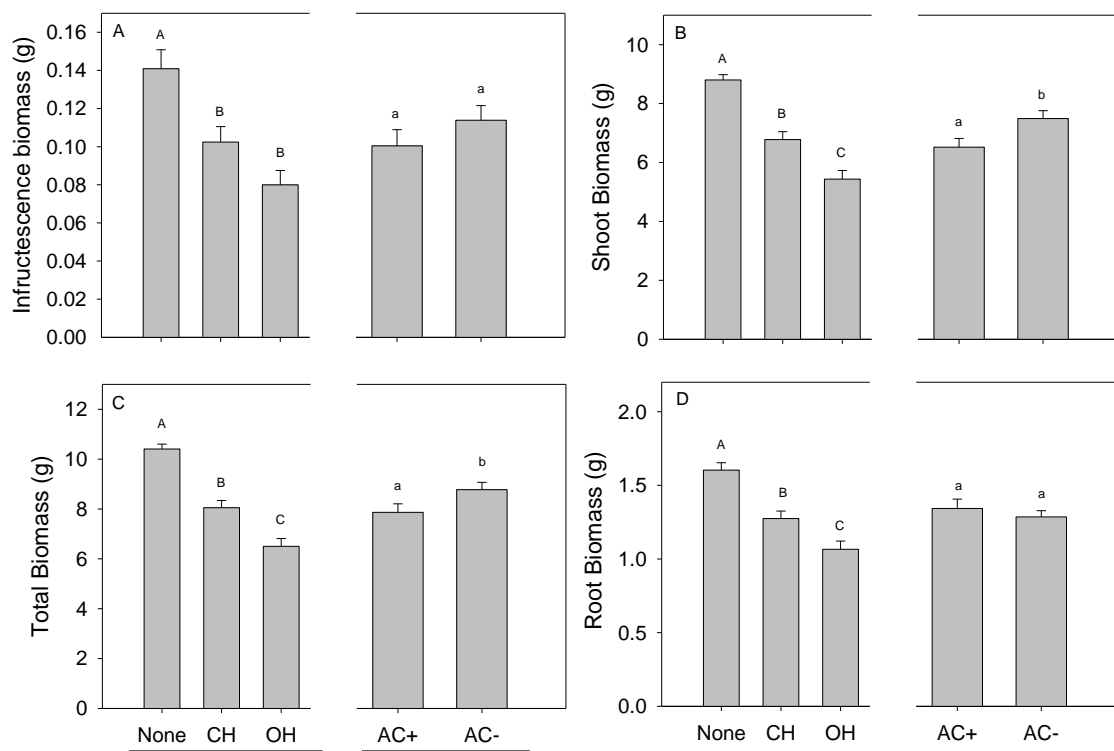 A
Infructescence biomass (g)
0.16
0.14
0.12
0.10
0.08
0.06
0.04
0.02
0.00
A
B
B
a
a
B
Shoot Biomass (g)
10
8
6
4
2
0
A
B
C
a
b
C
Total Biomass (g)
12
10
8
6
4
2
0
A
B
C
a
b
None CH OH AC+ AC-
D
Root Biomass (g)
2.0
1.5
1.0
0.5
0.0
A
B
C
a
a
None CH OH AC+ AC-